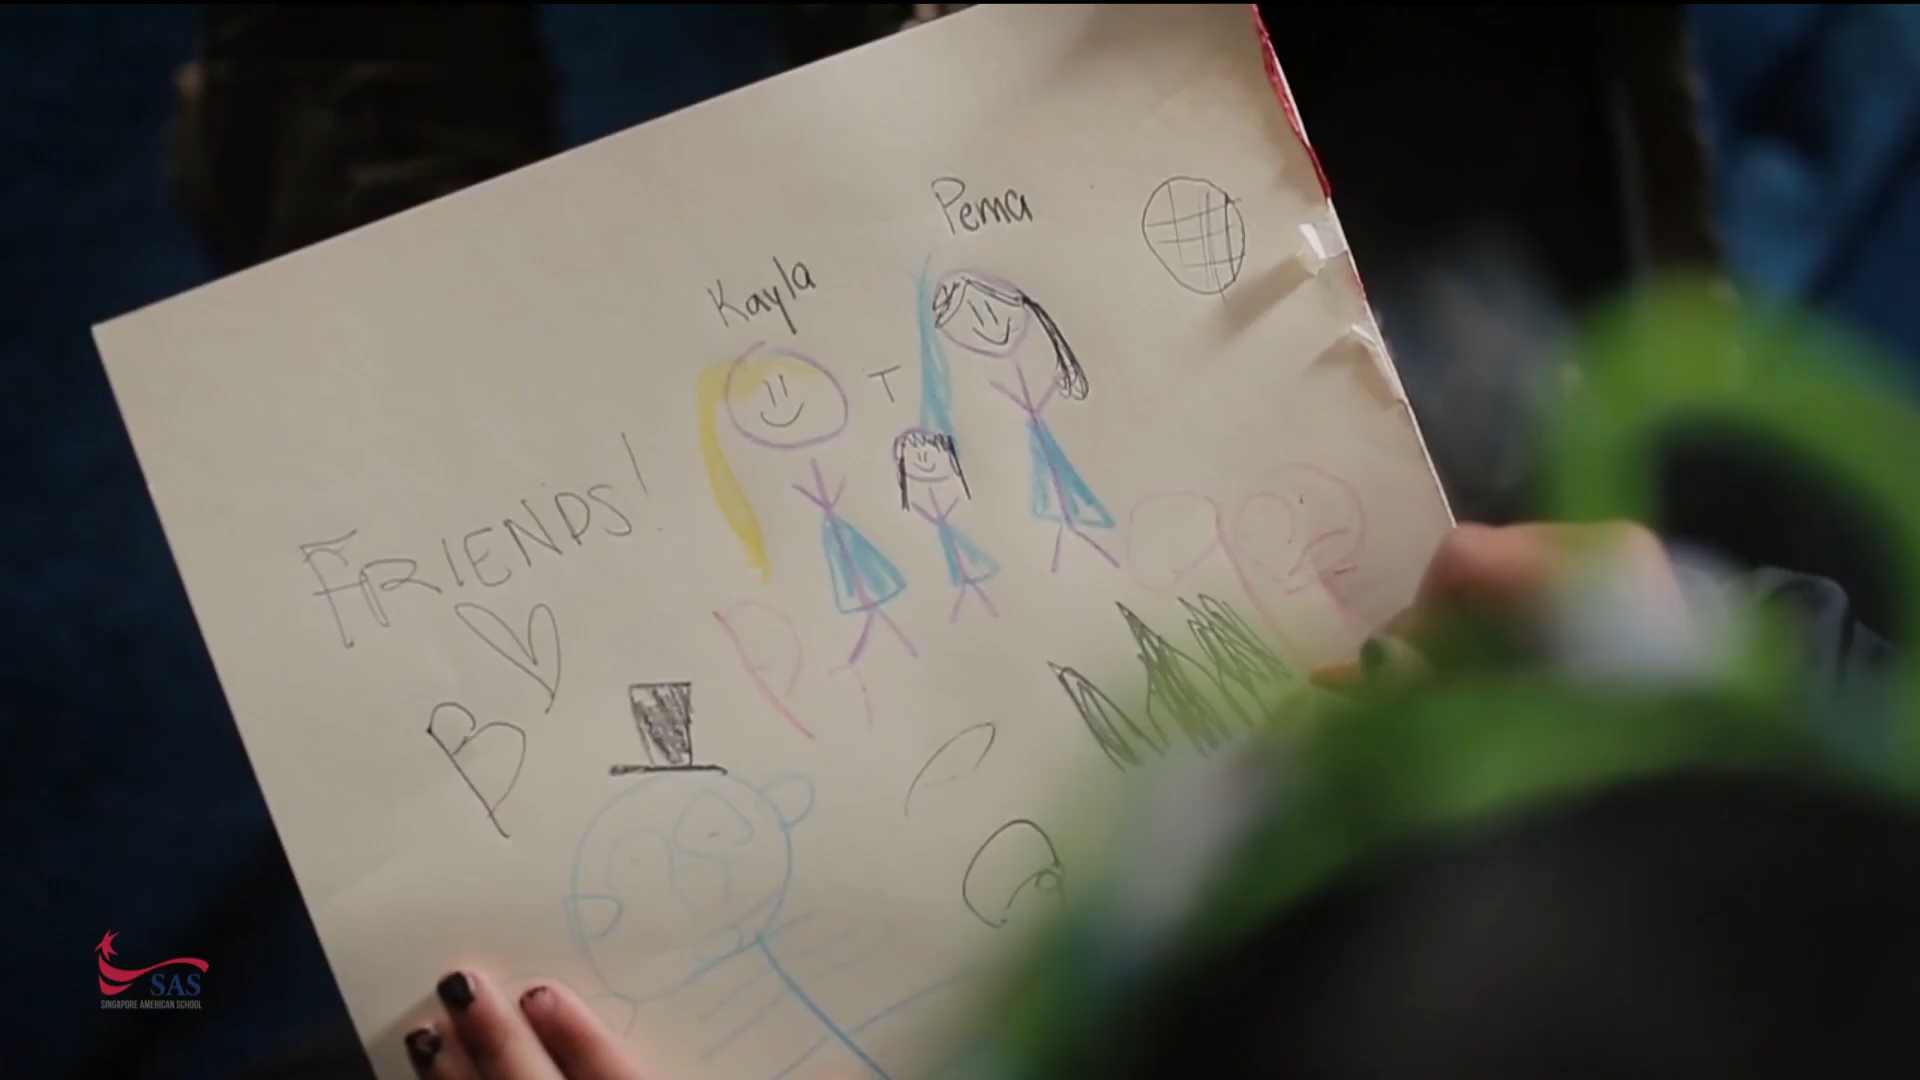 Pema
Kayla
T
FRIENDS!
B
SAS
SINGAPORE AMERICAN SCHOOL